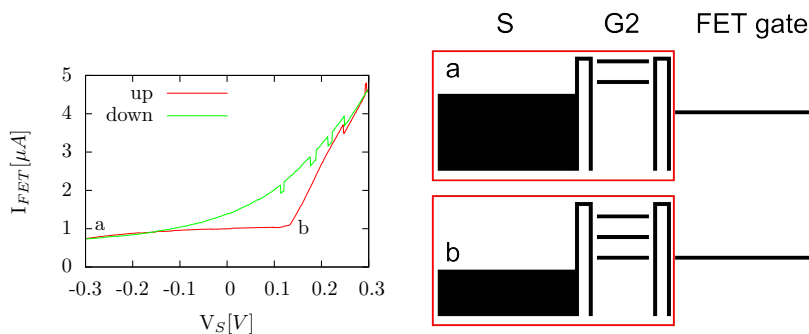 S G2 FET gate
a
b
5
4
3
2
1
0
I_FET[μA]
up
down
a
b
-0.3 -0.2 -0.1 0 0.1 0.2 0.3
V_S[V]